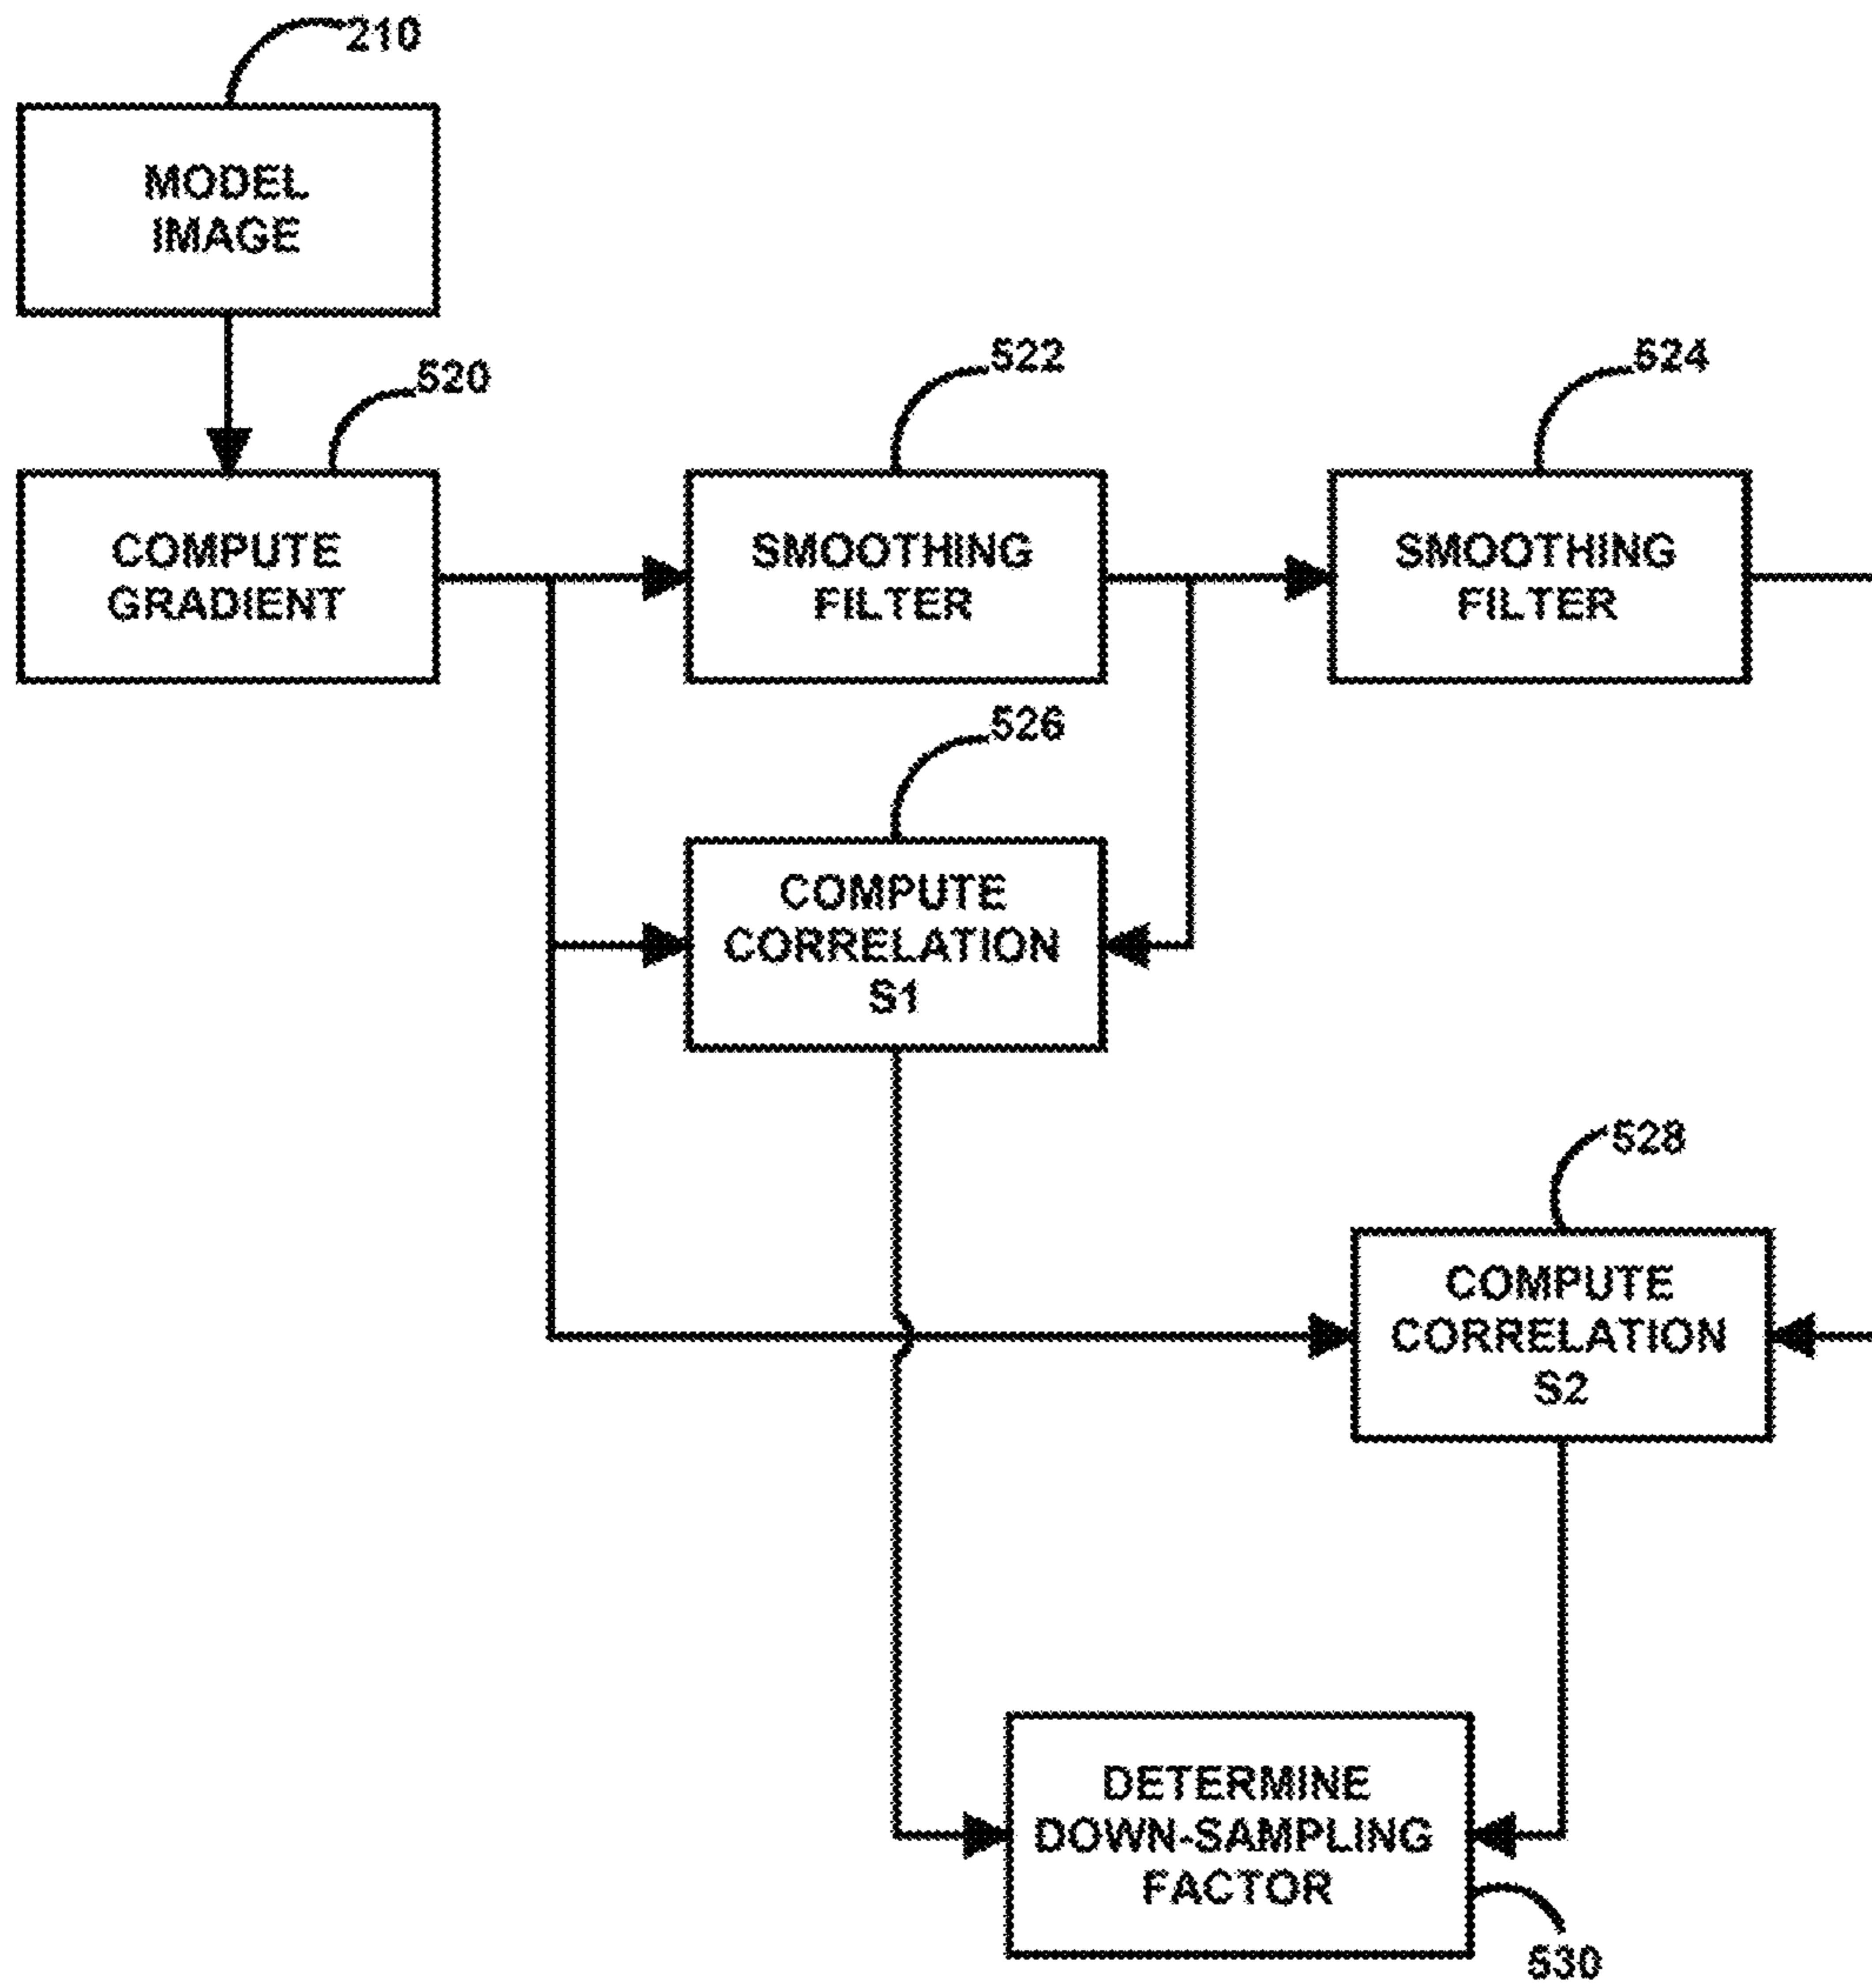 210
MODEL
IMAGE
520
522
524
COMPUTE
GRADIENT
SMOOTHING
FILTER
SMOOTHING
FILTER
526
COMPUTE
CORRELATION
S1
528
COMPUTE
CORRELATION
S2
DETERMINE
DOWN-SAMPLING
FACTOR
530